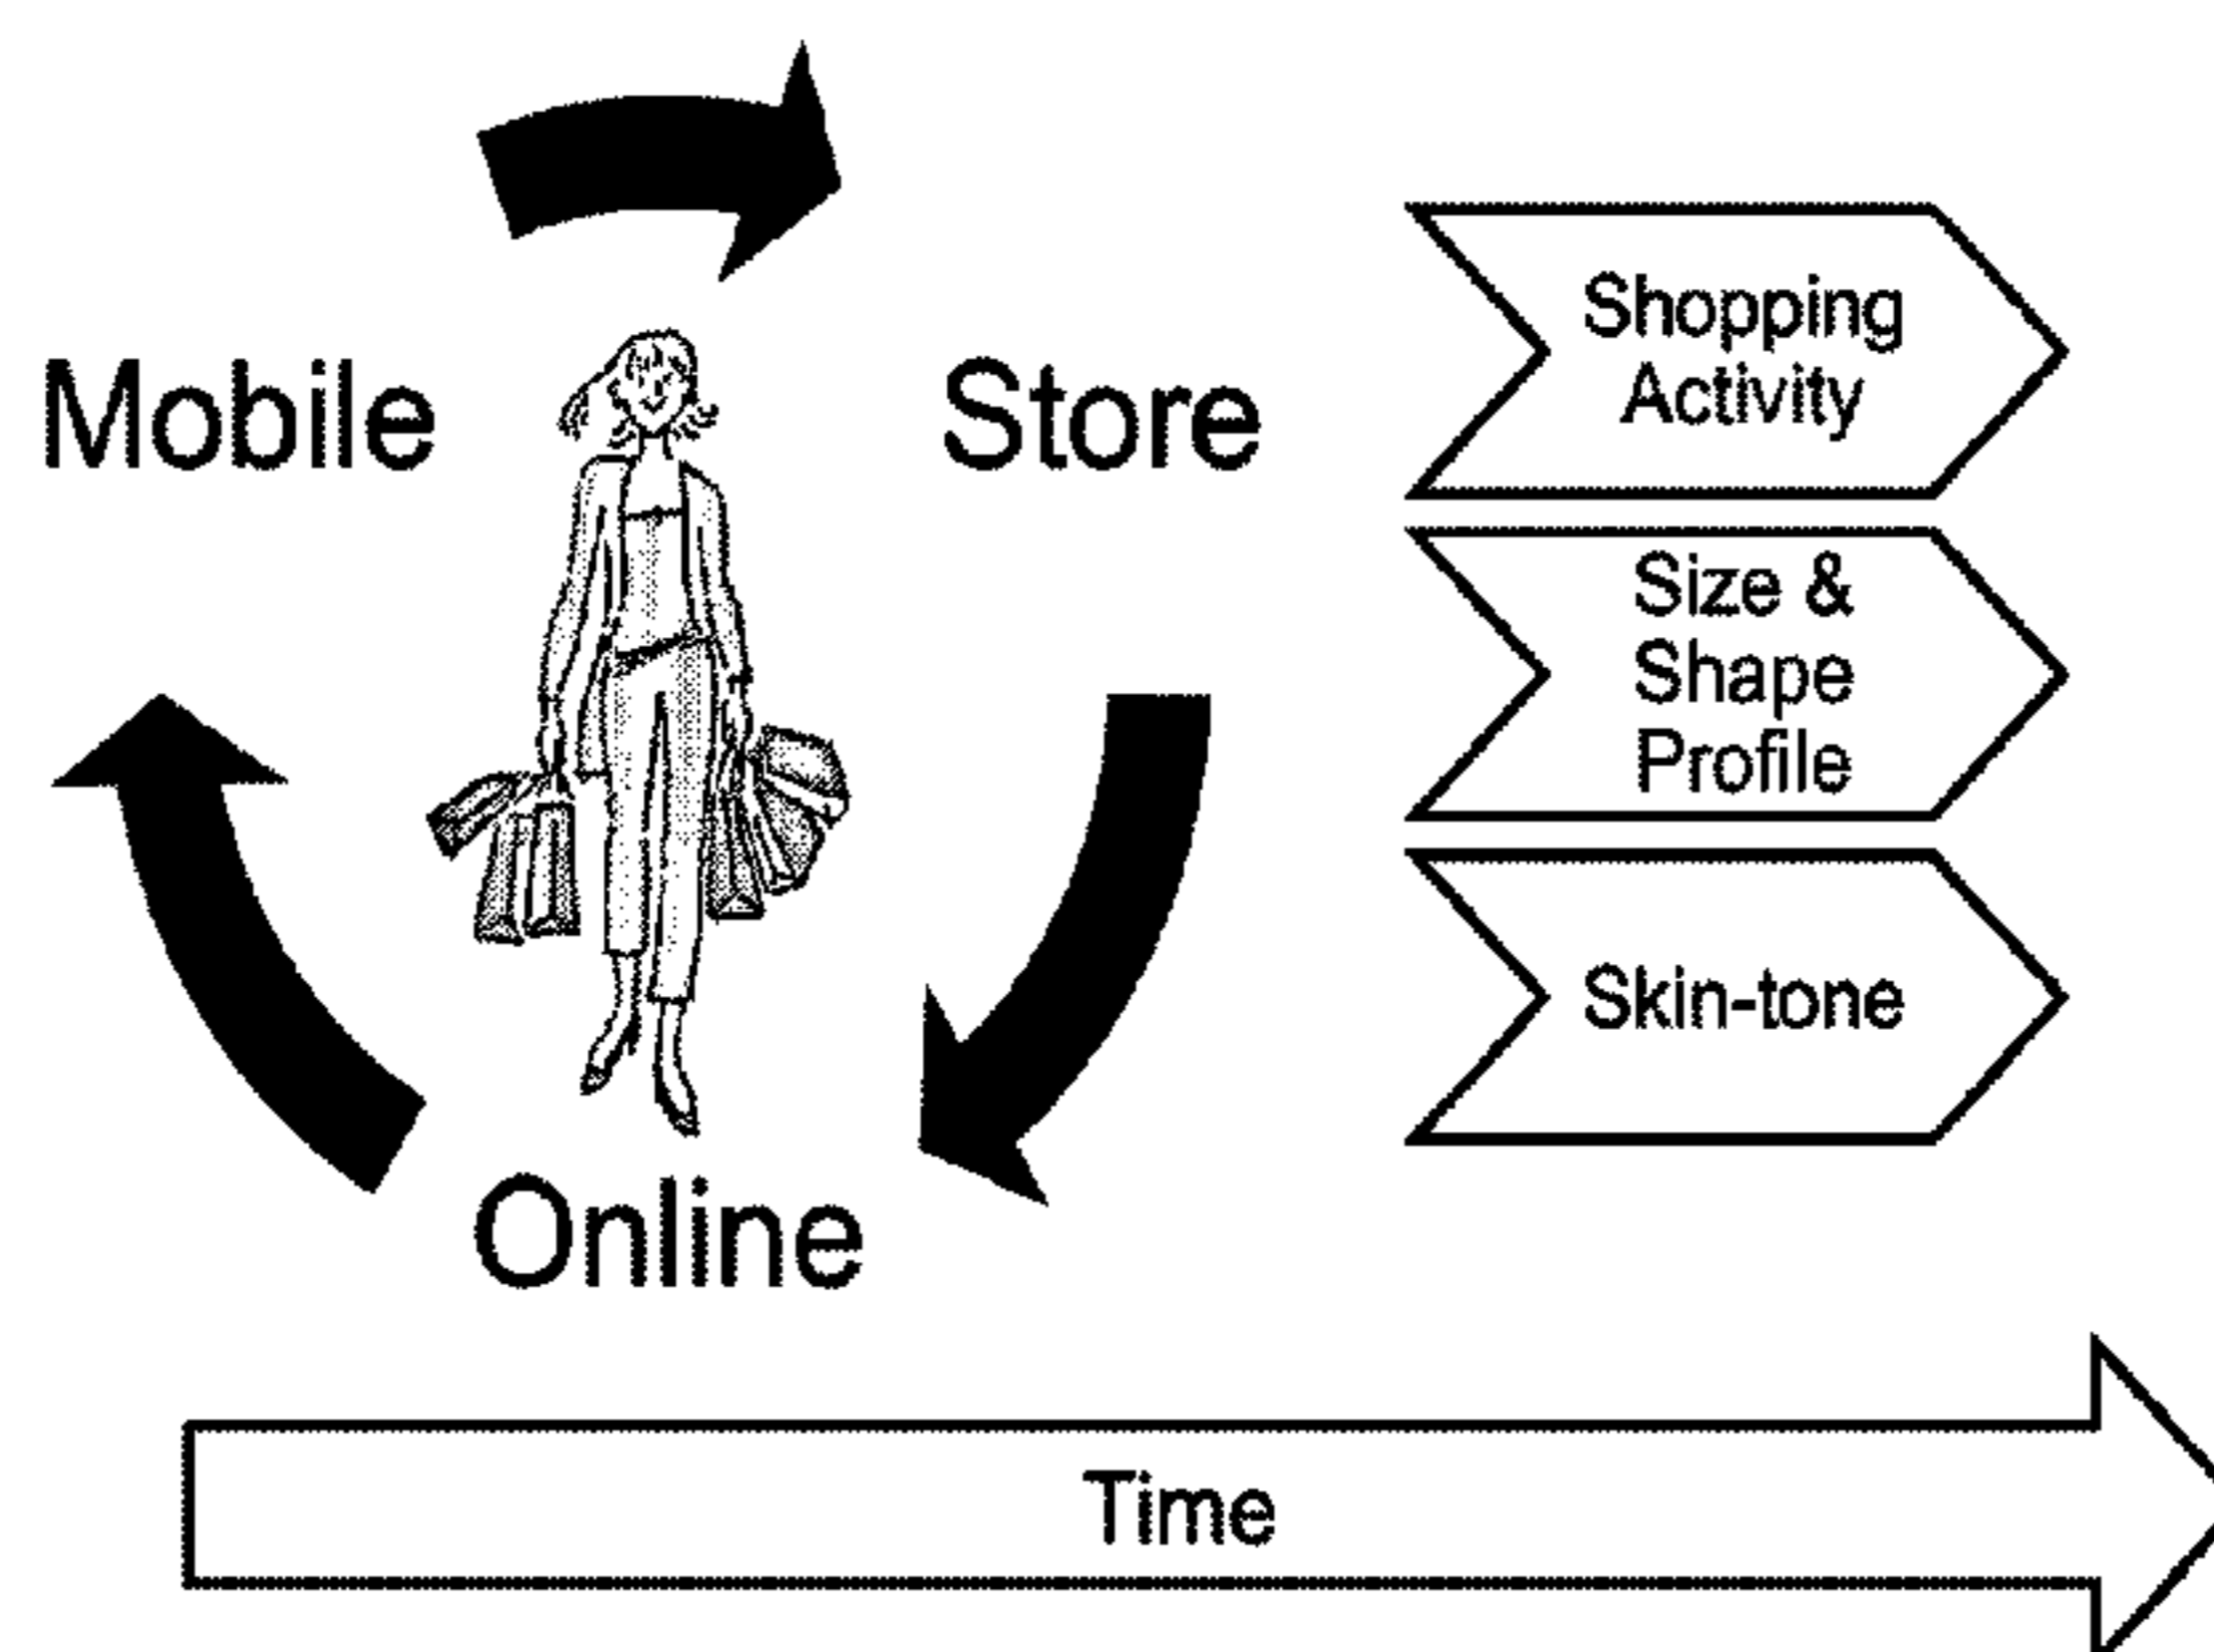 Mobile
Store
Online
Shopping
Activity
Size &
Shape
Profile
Skin-tone
Time